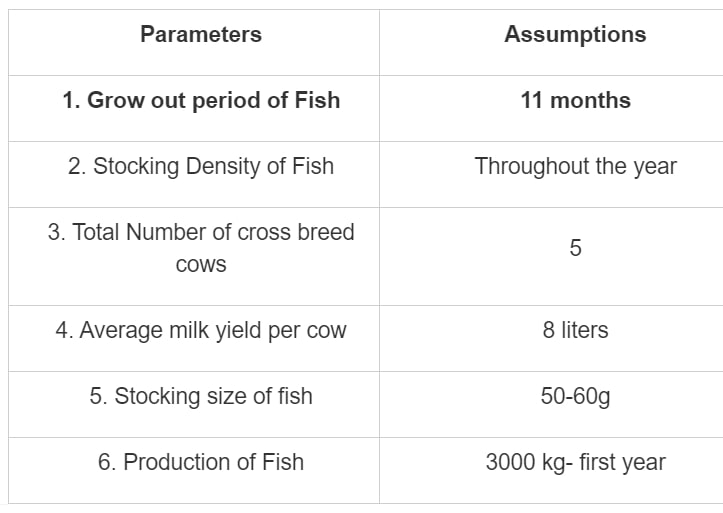 Parameters Assumptions
1. Grow out period of Fish 11 months
2. Stocking Density of Fish Throughout the year
3. Total Number of cross breed
cows
5
4. Average milk yield per cow 8 liters
5. Stocking size of fish 50-60g
6. Production of Fish 3000 kg- first year